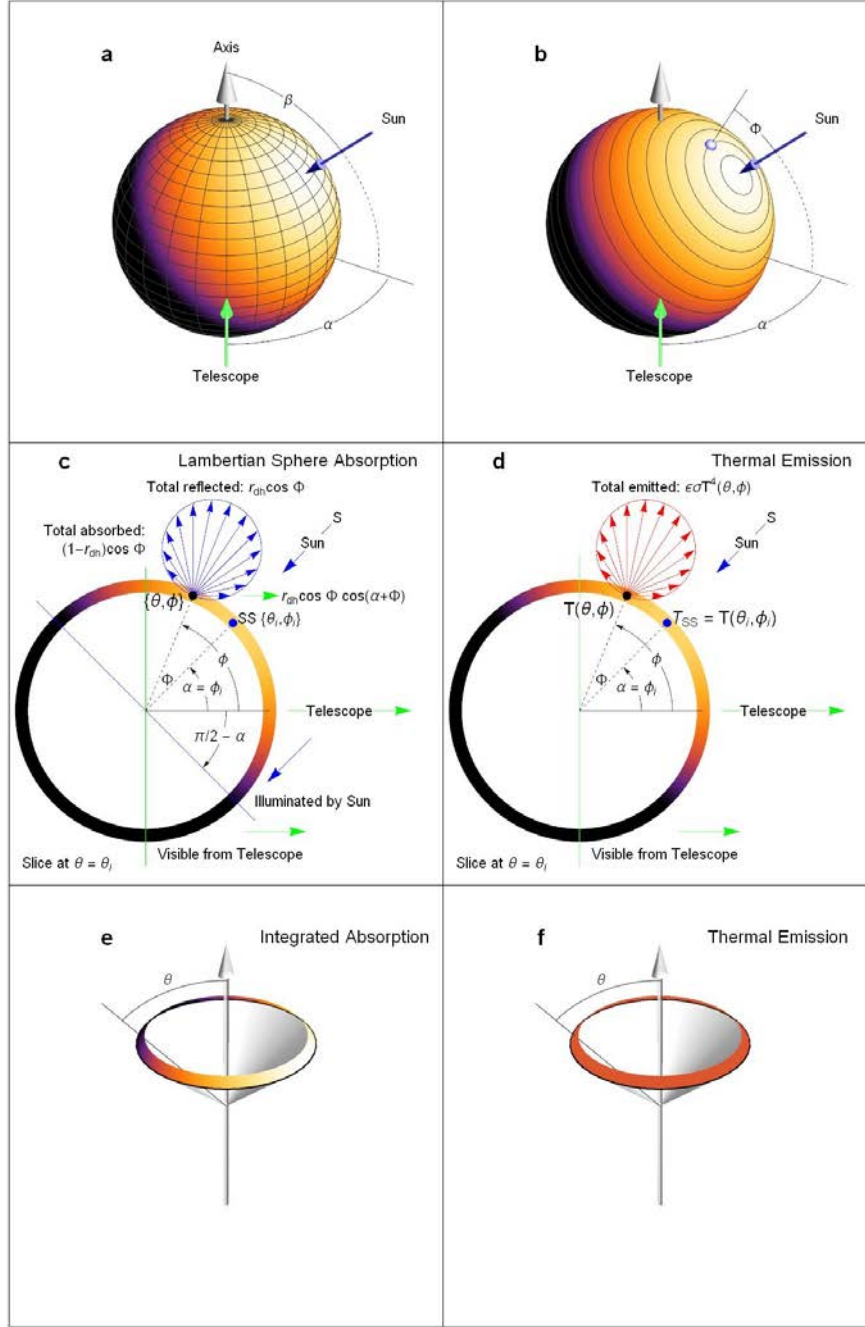 a
Axis
β
Sun
α
Telescope
b
Φ
Sun
α
Telescope
c
Lambertian Sphere Absorption
Total reflected: r_dh cos Φ
Total absorbed:
(1−r_dh)cos Φ
S
Sun
{θ,ϕ}
r_dh cos Φ cos(α+Φ)
SS {θ_i,ϕ_i}
ϕ
Φ
α = ϕ_i
Telescope
π/2 − α
Illuminated by Sun
Visible from Telescope
Slice at θ = θ_i
d
Thermal Emission
Total emitted: ϵσT⁴(θ,ϕ)
S
Sun
T(θ,ϕ)
T_SS = T(θ_i,ϕ_i)
ϕ
Φ
α = ϕ_i
Telescope
Visible from Telescope
Slice at θ = θ_i
e
Integrated Absorption
θ
f
Thermal Emission
θ